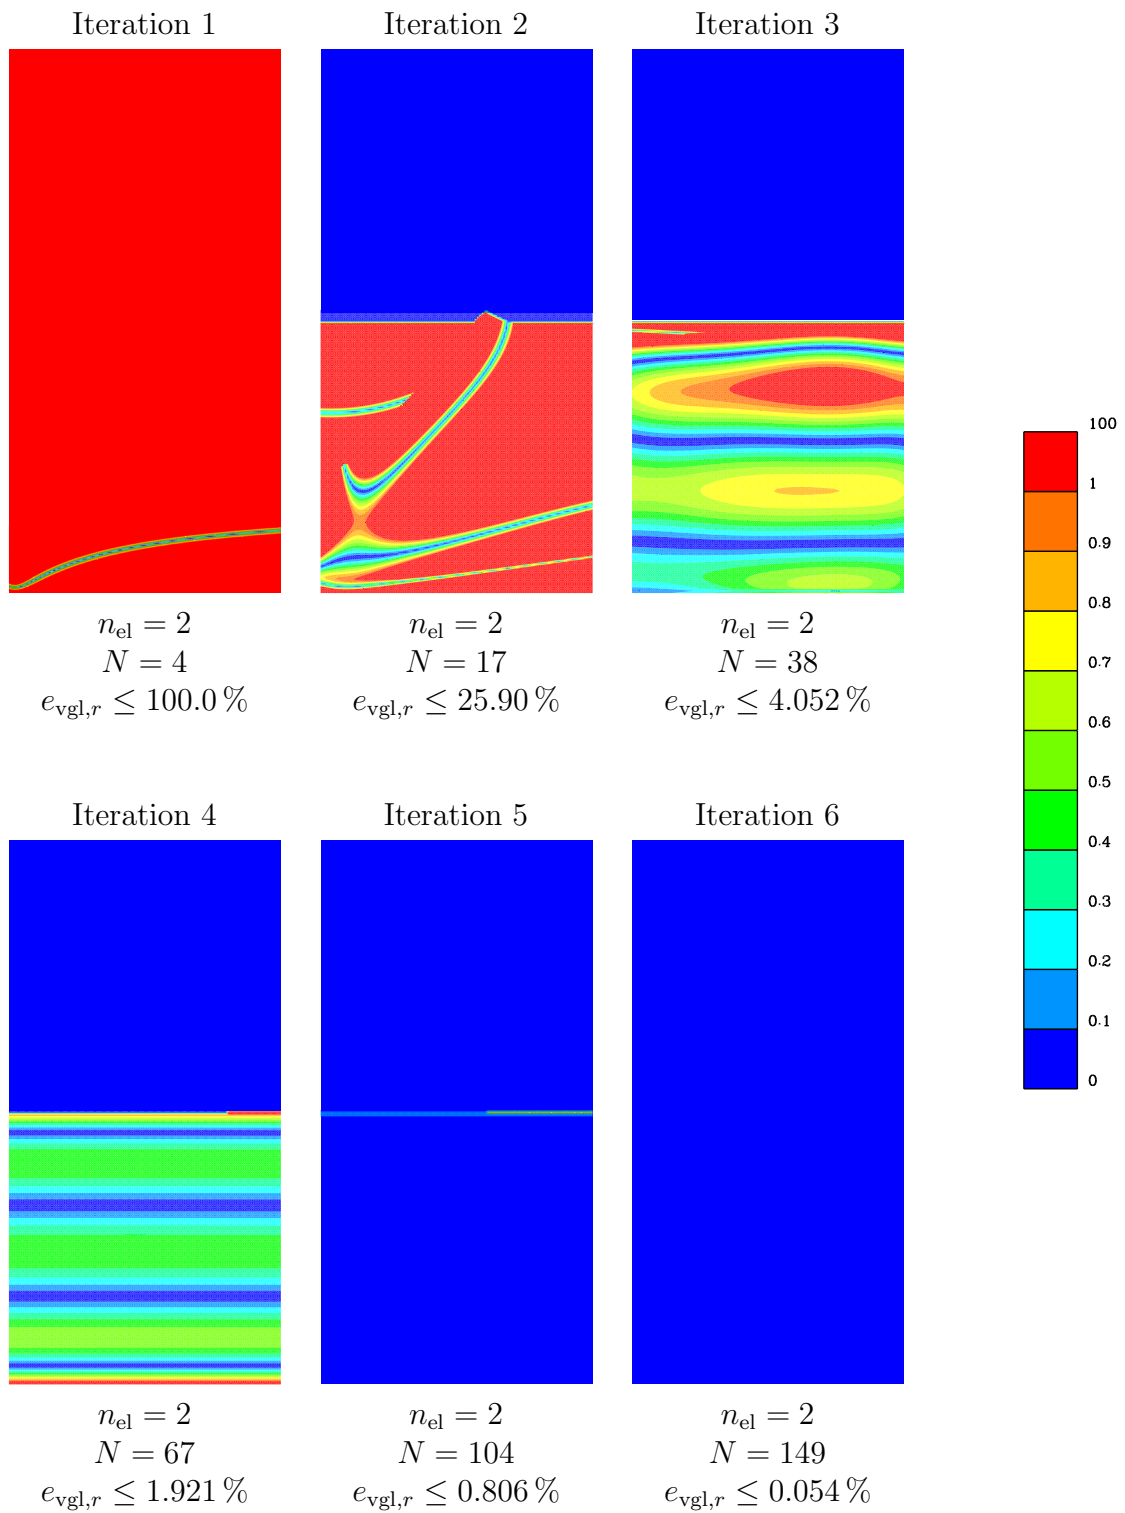 Iteration 1
Iteration 2
Iteration 3
n_el = 2
N = 4
e_vgl,r ≤ 100.0 %
n_el = 2
N = 17
e_vgl,r ≤ 25.90 %
n_el = 2
N = 38
e_vgl,r ≤ 4.052 %
100
1
0.9
0.8
0.7
0.6
0.5
0.4
0.3
0.2
0.1
0
Iteration 4
Iteration 5
Iteration 6
n_el = 2
N = 67
e_vgl,r ≤ 1.921 %
n_el = 2
N = 104
e_vgl,r ≤ 0.806 %
n_el = 2
N = 149
e_vgl,r ≤ 0.054 %